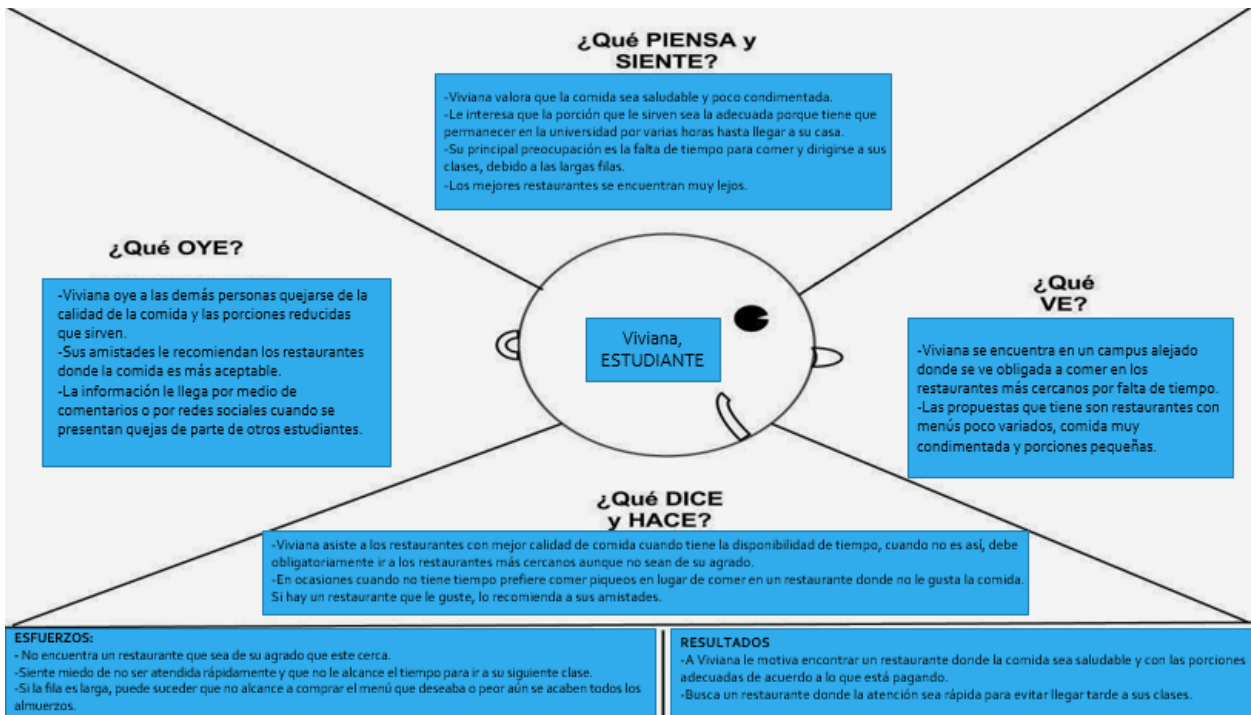 ¿Qué PIENSA y
SIENTE?
-Viviana valora que la comida sea saludable y poco condimentada.
-Le interesa que la porción que le sirven sea la adecuada porque tiene que
permanecer en la universidad por varias horas hasta llegar a su casa.
-Su principal preocupación es la falta de tiempo para comer y dirigirse a sus
clases, debido a las largas filas.
-Los mejores restaurantes se encuentran muy lejos.
¿Qué OYE?
-Viviana oye a las demás personas quejarse de la
calidad de la comida y las porciones reducidas
que sirven.
-Sus amistades le recomiendan los restaurantes
donde la comida es más aceptable.
-La información le llega por medio de
comentarios o por redes sociales cuando se
presentan quejas de parte de otros estudiantes.
Viviana,
ESTUDIANTE
¿Qué
VE?
-Viviana se encuentra en un campus alejado
donde se ve obligada a comer en los
restaurantes más cercanos por falta de tiempo.
-Las propuestas que tiene son restaurantes con
menús poco variados, comida muy
condimentada y porciones pequeñas.
¿Qué DICE
y HACE?
-Viviana asiste a los restaurantes con mejor calidad de comida cuando tiene la disponibilidad de tiempo, cuando no es así, debe
obligatoriamente ir a los restaurantes más cercanos aunque no sean de su agrado.
-En ocasiones cuando no tiene tiempo prefiere comer piqueos en lugar de comer en un restaurante donde no le gusta la comida.
Si hay un restaurante que le guste, lo recomienda a sus amistades.
ESFUERZOS:
- No encuentra un restaurante que sea de su agrado que este cerca.
-Siente miedo de no ser atendida rápidamente y que no le alcance el tiempo para ir a su siguiente clase.
-Si la fila es larga, puede suceder que no alcance a comprar el menú que deseaba o peor aún se acaben todos los
almuerzos.
RESULTADOS
-A Viviana le motiva encontrar un restaurante donde la comida sea saludable y con las porciones
adecuadas de acuerdo a lo que está pagando.
-Busca un restaurante donde la atención sea rápida para evitar llegar tarde a sus clases.